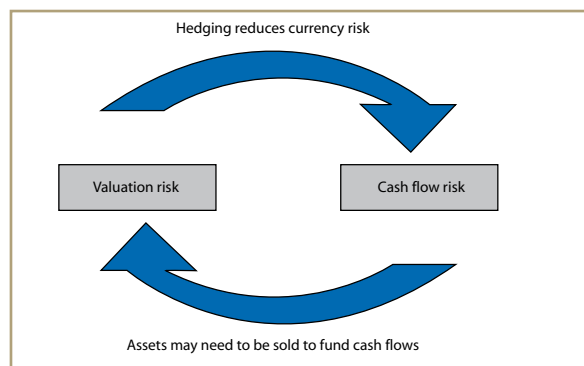 Hedging reduces currency risk
Valuation risk
Cash flow risk
Assets may need to be sold to fund cash flows